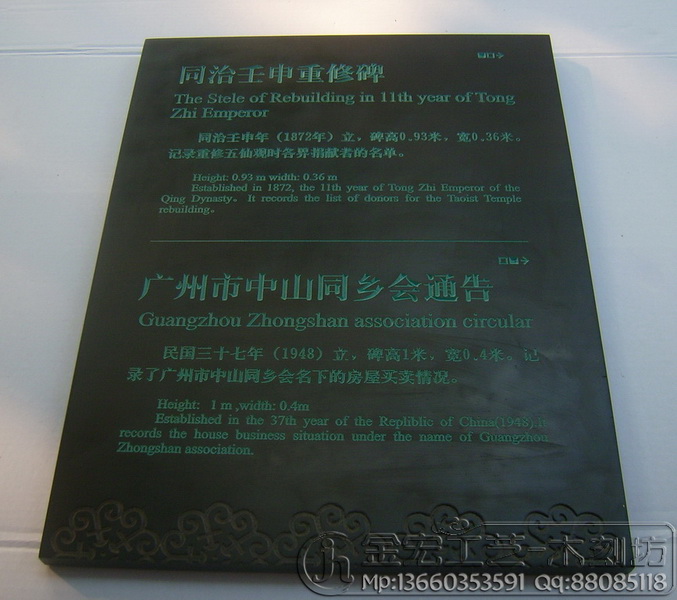 同治壬申重修碑
The Stele of Rebuilding in 11th year of Tong
Zhi Emperor
同治壬申年（1872年）立，碑高0.93米，宽0.36米。
记录重修五仙观时各界捐献者的名单。
Height: 0.93 m width: 0.36 m
Established in 1872, the 11th year of Tong Zhi Emperor of the
Qing Dynasty。 It records the list of donors for the Taoist Temple
rebuilding。
广州市中山同乡会通告
Guangzhou Zhongshan association circular
民国三十七年（1948）立，碑高1米，宽0.4米。记
录了广州市中山同乡会名下的房屋买卖情况。
Height: 1 m ,width: 0.4m
Established in the 37th year of the Repliblic of China(1948).It
records the house business situation under the name of Guangzhou
Zhongshan association.
jh 金宏工艺-木刻坊
Mp:13660353591 QQ:88085118